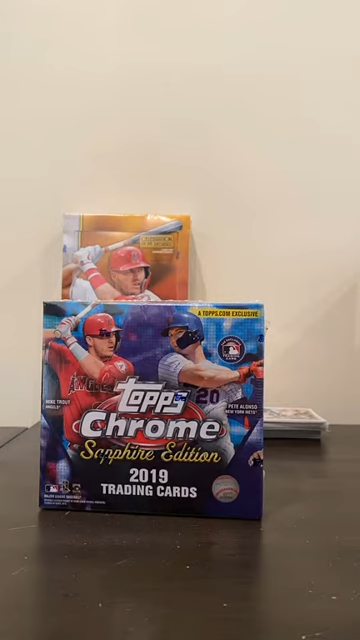 A TOPPS.COM EXCLUSIVE
ANGELS
20
MIKE TROUT
ANGELS
PETE ALONSO
NEW YORK METS
TOPPS
Chrome
Sapphire Edition
2019
TRADING CARDS